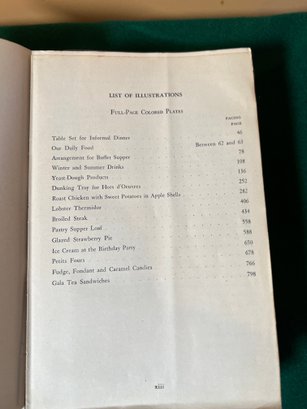 LIST OF ILLUSTRATIONS
FULL-PAGE COLORED PLATES
FACING
PAGE
Table Set for Informal Dinner 46
Our Daily Food Between 62 and 63
Arrangement for Buffet Supper 78
Winter and Summer Drinks 108
Yeast-Dough Products 136
Dunking Tray for Hors d'Oeuvres 252
Roast Chicken with Sweet Potatoes in Apple Shells 282
Lobster Thermidor 406
Broiled Steak 434
Pastry Supper Loaf 558
Glazed Strawberry Pie 588
Ice Cream at the Birthday Party 650
Petits Fours 678
Fudge, Fondant and Caramel Candies 766
Gala Tea Sandwiches 798
xiii